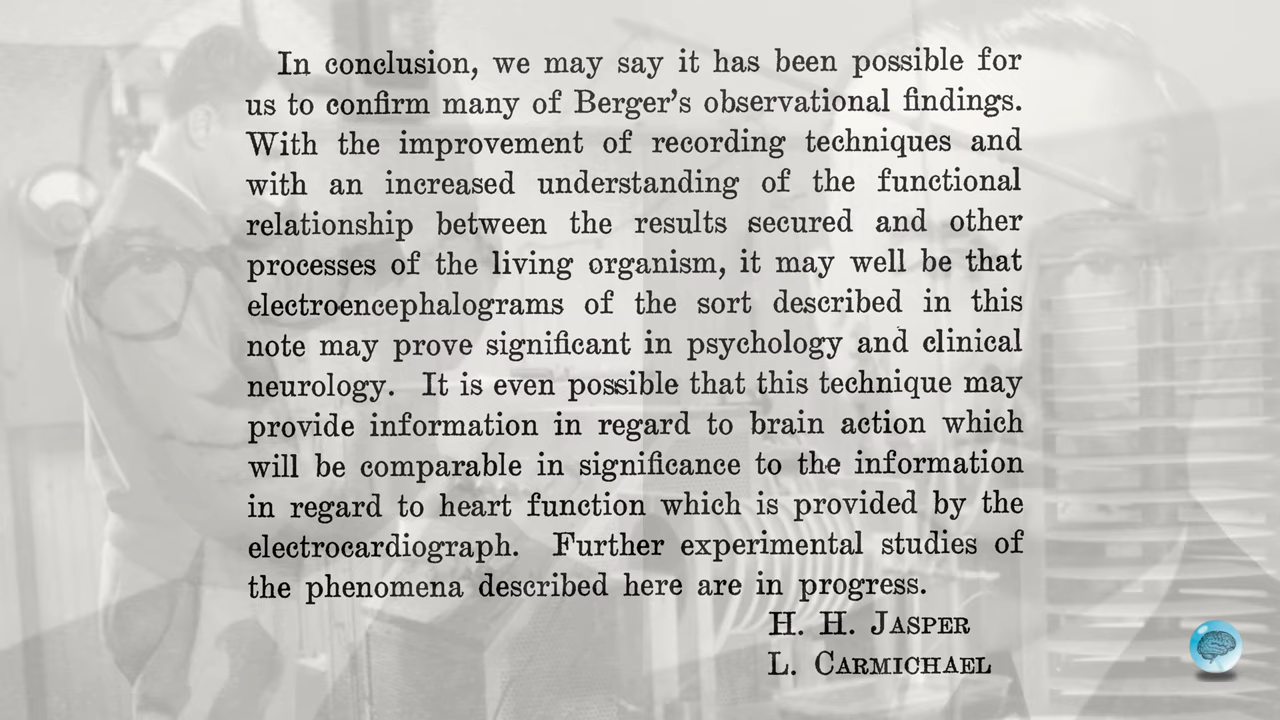 In conclusion, we may say it has been possible for
us to confirm many of Berger's observational findings.
With the improvement of recording techniques and
with an increased understanding of the functional
relationship between the results secured and other
processes of the living organism, it may well be that
electroencephalograms of the sort described in this
note may prove significant in psychology and clinical
neurology. It is even possible that this technique may
provide information in regard to brain action which
will be comparable in significance to the information
in regard to heart function which is provided by the
electrocardiograph. Further experimental studies of
the phenomena described here are in progress.
H. H. JASPER
L. CARMICHAEL